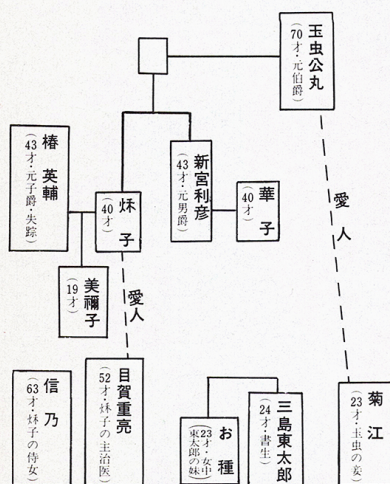 玉虫公丸
(70才・元伯爵)
椿 英輔
(43才・元子爵・失踪)
秌 子
(40才)
新宮利彦
(43才・元男爵)
華 子
(40才)
愛 人
美禰子
(19才)
愛人
信 乃
(63才・秌子の侍女)
目賀重亮
(52才・秌子の主治医)
お 種
(23才・女中
東太郎の妹)
三島東太郎
(24才・書生)
菊 江
(23才・玉虫の妾)